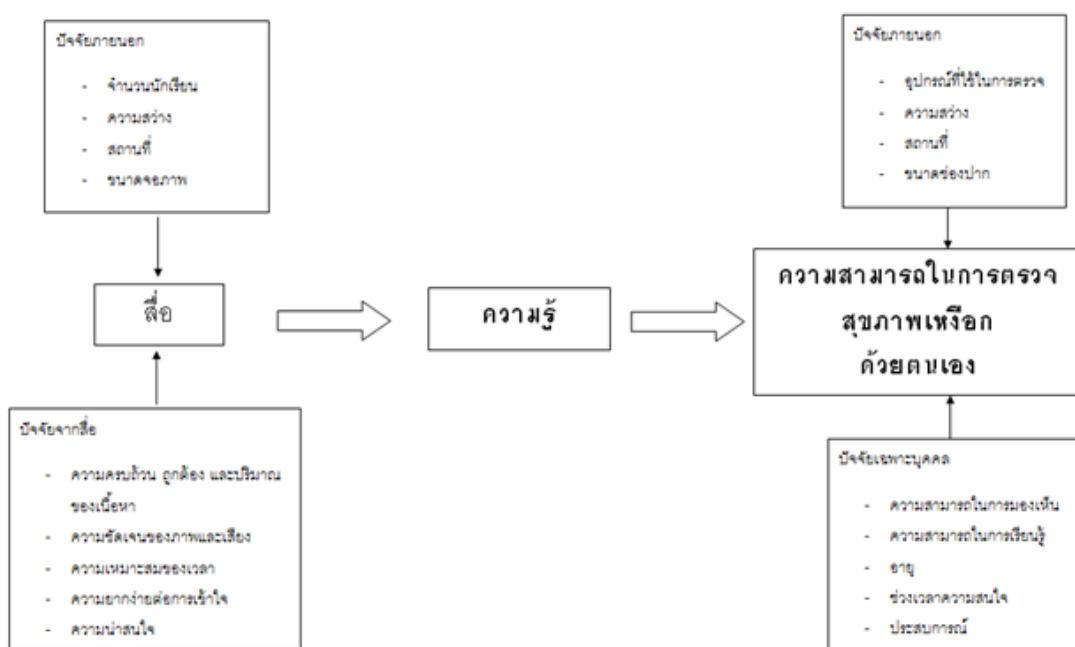 ปัจจัยภายนอก
- จำนวนนักเรียน
- ความสว่าง
- สถานที่
- ขนาดจอภาพ
สื่อ
ปัจจัยจากสื่อ
- ความครบถ้วน ถูกต้อง และปริมาณ
ของเนื้อหา
- ความชัดเจนของภาพและเสียง
- ความเหมาะสมของเวลา
- ความยากง่ายต่อการเข้าใจ
- ความน่าสนใจ
ความรู้
ปัจจัยภายนอก
- อุปกรณ์ที่ใช้ในการตรวจ
- ความสว่าง
- สถานที่
- ขนาดช่องปาก
ความสามารถในการตรวจ
สุขภาพเหงือก
ด้วยตนเอง
ปัจจัยเฉพาะบุคคล
- ความสามารถในการมองเห็น
- ความสามารถในการเรียนรู้
- อายุ
- ช่วงเวลาความสนใจ
- ประสบการณ์